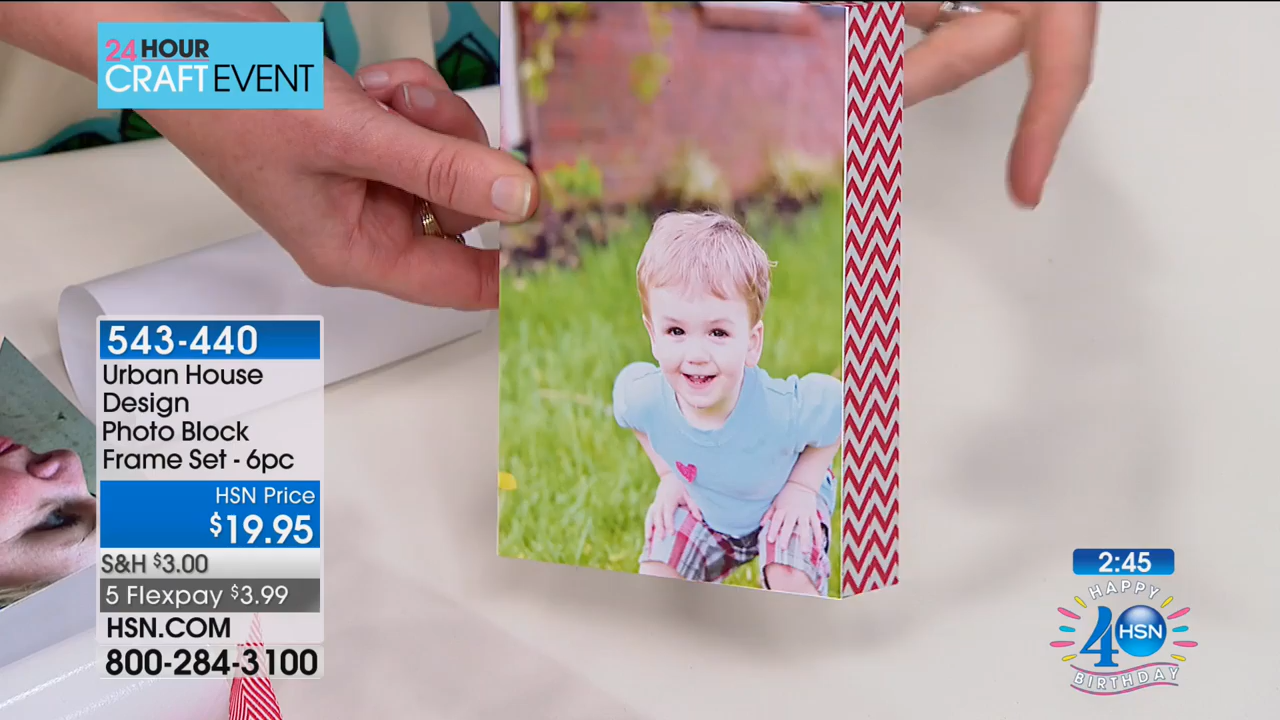 24 HOUR
CRAFT EVENT
543-440
Urban House
Design
Photo Block
Frame Set - 6pc
HSN Price
$19.95
S&H $3.00
5 Flexpay $3.99
HSN.COM
800-284-3100
2:45
HAPPY
40 HSN
BIRTHDAY